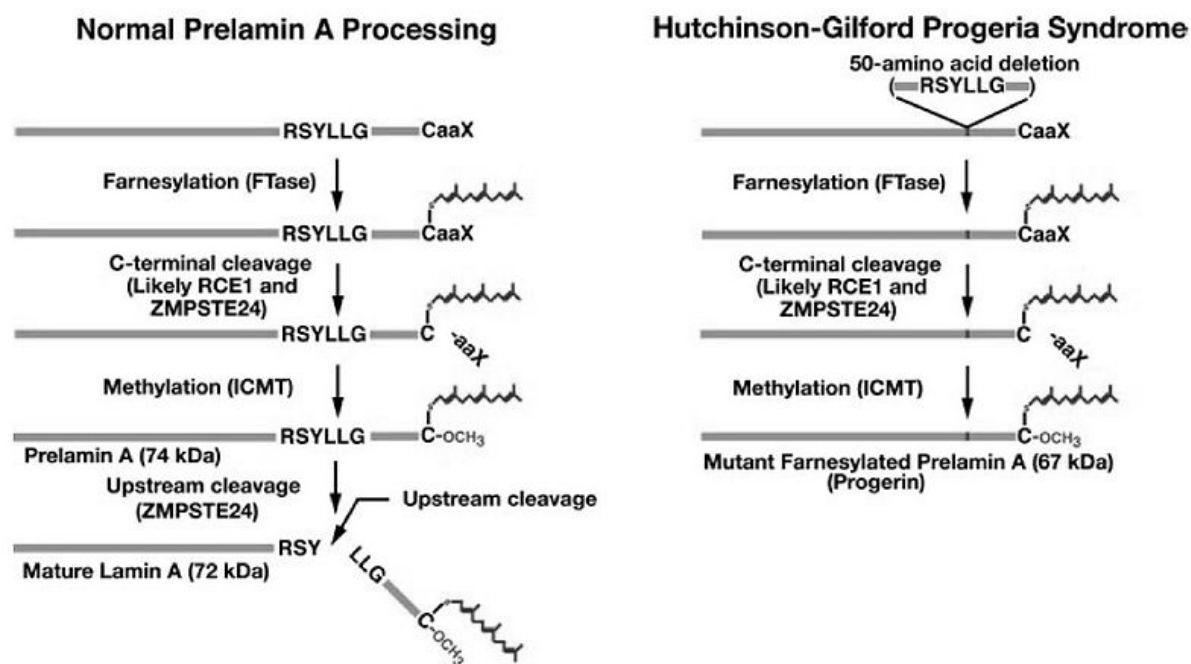 Normal Prelamin A Processing
RSYLLG
CaaX
Farnesylation (FTase)
S
RSYLLG
CaaX
C-terminal cleavage
(Likely RCE1 and
ZMPSTE24)
S
RSYLLG
C
-aaX
Methylation (ICMT)
S
RSYLLG
C-OCH3
Prelamin A (74 kDa)
Upstream cleavage
(ZMPSTE24)
Upstream cleavage
RSY
LLG
Mature Lamin A (72 kDa)
S
C-OCH3
Hutchinson-Gilford Progeria Syndrome
50-amino acid deletion
(RSYLLG)
CaaX
Farnesylation (FTase)
S
CaaX
C-terminal cleavage
(Likely RCE1 and
ZMPSTE24)
S
C
-aaX
Methylation (ICMT)
S
C-OCH3
Mutant Farnesylated Prelamin A (67 kDa)
(Progerin)